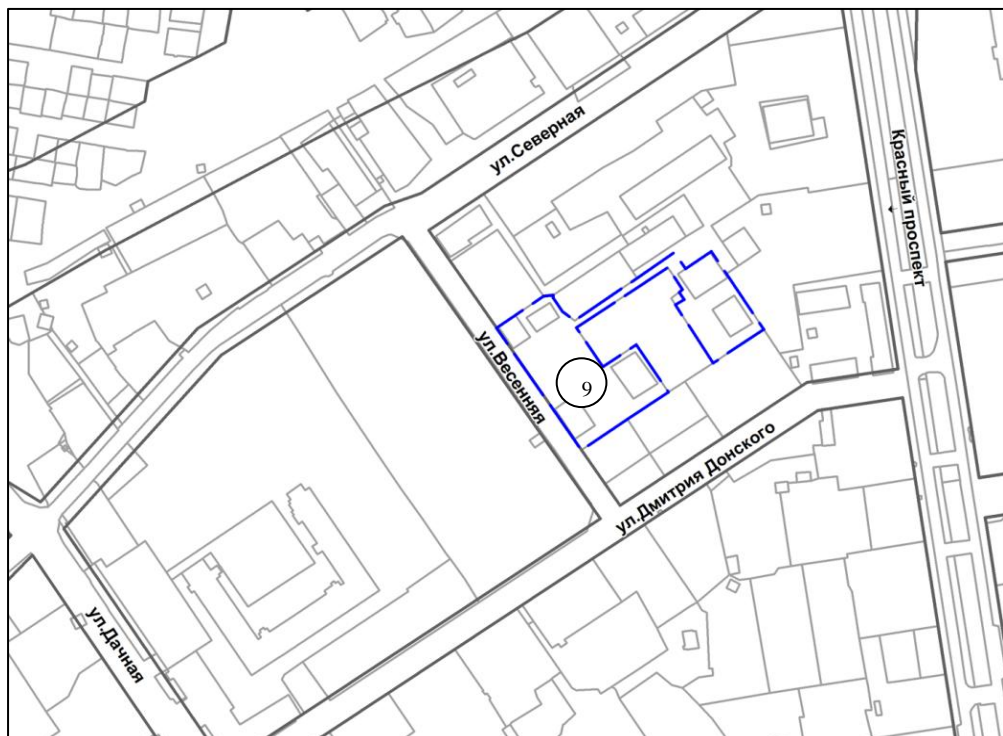 ул.Северная
Красный проспект
ул.Весенняя
9
ул.Дмитрия Донского
ул.Дачная